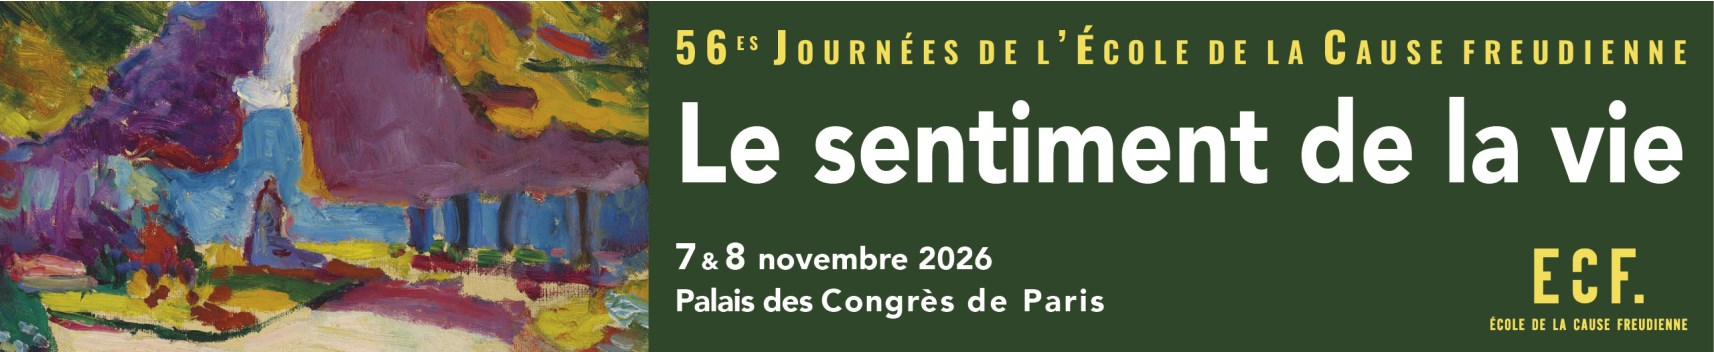 56ES JOURNÉES DE L’ÉCOLE DE LA CAUSE FREUDIENNE
Le sentiment de la vie
7 & 8 novembre 2026
Palais des Congrès de Paris
ECF.
ÉCOLE DE LA CAUSE FREUDIENNE